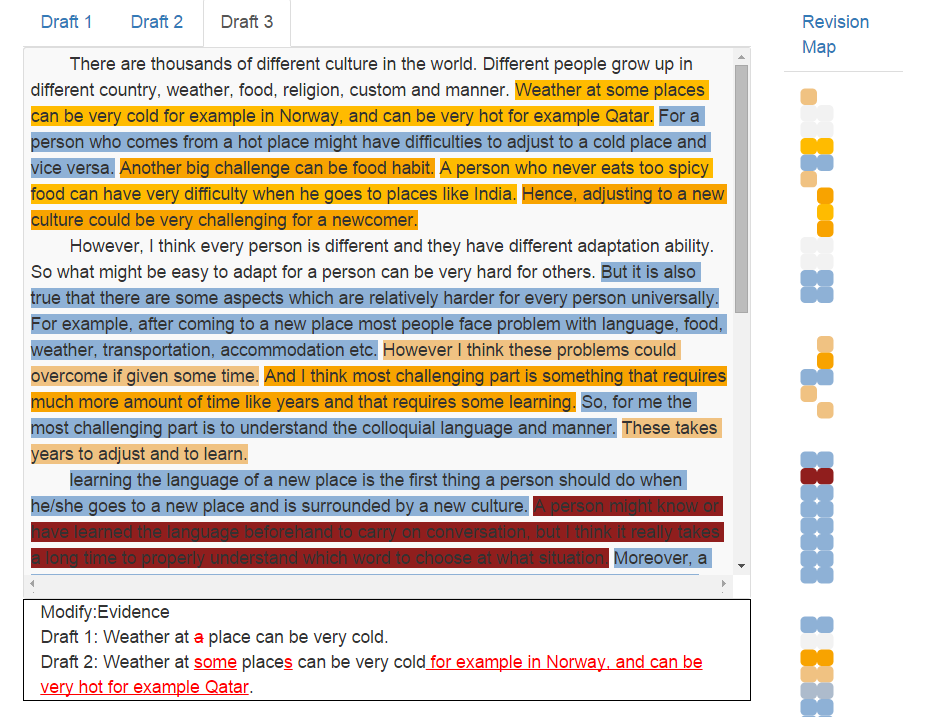 Draft 1 Draft 2 Draft 3
Revision
Map
There are thousands of different culture in the world. Different people grow up in
different country, weather, food, religion, custom and manner. Weather at some places
can be very cold for example in Norway, and can be very hot for example Qatar. For a
person who comes from a hot place might have difficulties to adjust to a cold place and
vice versa. Another big challenge can be food habit. A person who never eats too spicy
food can have very difficulty when he goes to places like India. Hence, adjusting to a new
culture could be very challenging for a newcomer.
However, I think every person is different and they have different adaptation ability.
So what might be easy to adapt for a person can be very hard for others. But it is also
true that there are some aspects which are relatively harder for every person universally.
For example, after coming to a new place most people face problem with language, food,
weather, transportation, accommodation etc. However I think these problems could
overcome if given some time. And I think most challenging part is something that requires
much more amount of time like years and that requires some learning. So, for me the
most challenging part is to understand the colloquial language and manner. These takes
years to adjust and to learn.
learning the language of a new place is the first thing a person should do when
he/she goes to a new place and is surrounded by a new culture. A person might know or
have learned the language beforehand to carry on conversation, but I think it really takes
a long time to properly understand which word to choose at what situation. Moreover, a
Modify:Evidence
Draft 1: Weather at a place can be very cold.
Draft 2: Weather at some places can be very cold for example in Norway, and can be
very hot for example Qatar.